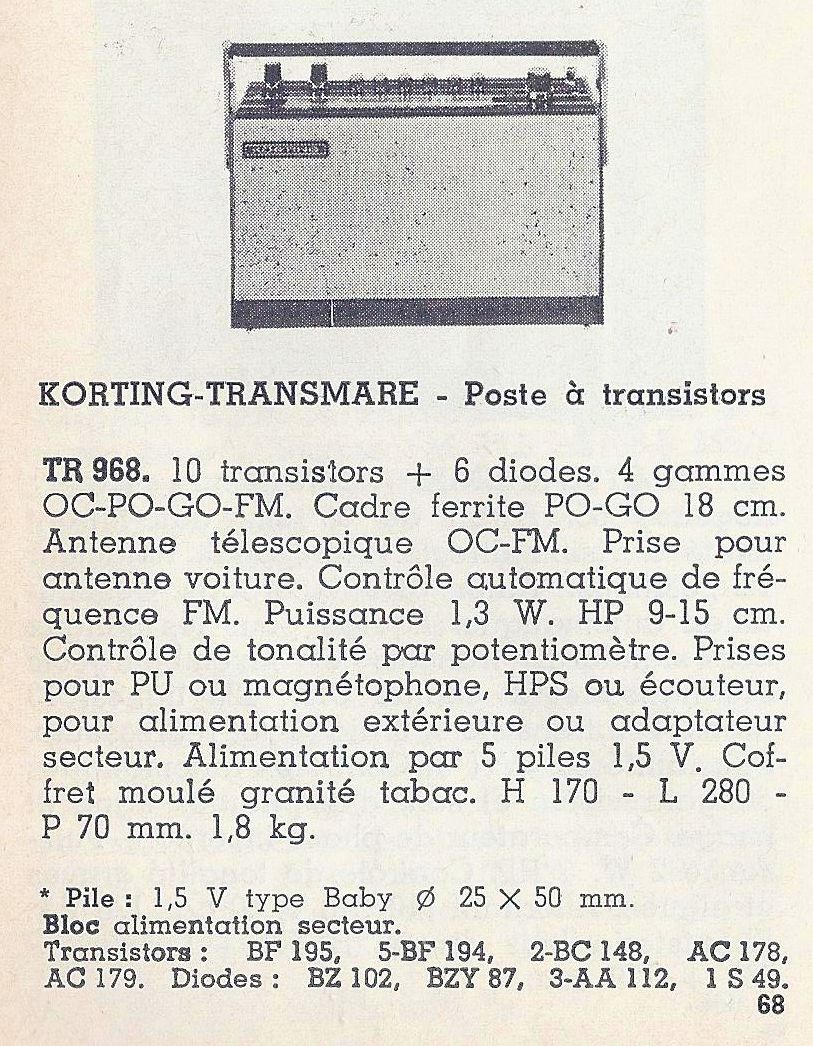 KORTING-TRANSMARE - Poste à transistors
TR 968. 10 transistors + 6 diodes. 4 gammes
OC-PO-GO-FM. Cadre ferrite PO-GO 18 cm.
Antenne télescopique OC-FM. Prise pour
antenne voiture. Contrôle automatique de fré-
quence FM. Puissance 1,3 W. HP 9-15 cm.
Contrôle de tonalité par potentiomètre. Prises
pour PU ou magnétophone, HPS ou écouteur,
pour alimentation extérieure ou adaptateur
secteur. Alimentation par 5 piles 1,5 V. Cof-
fret moulé granité tabac. H 170 - L 280 -
P 70 mm. 1,8 kg.
* Pile : 1,5 V type Baby Ø 25 X 50 mm.
Bloc alimentation secteur.
Transistors : BF 195, 5-BF 194, 2-BC 148, AC 178,
AC 179. Diodes : BZ 102, BZY 87, 3-AA 112, 1 S 49.
68